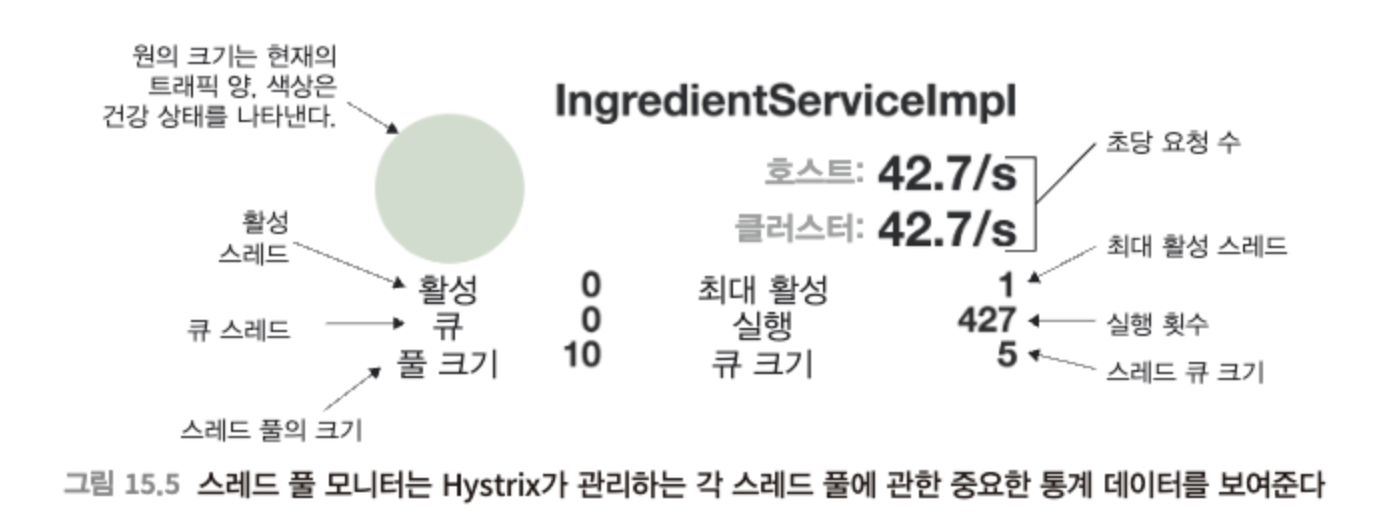 원의 크기는 현재의
트래픽 양, 색상은
건강 상태를 나타낸다.
IngredientServiceImpl
호스트: 42.7/s
클러스터: 42.7/s
초당 요청 수
활성
스레드
활성 0 최대 활성 1
최대 활성 스레드
큐 스레드
큐 0 실행 427
실행 횟수
풀 크기 10 큐 크기 5
스레드 큐 크기
스레드 풀의 크기
그림 15.5 스레드 풀 모니터는 Hystrix가 관리하는 각 스레드 풀에 관한 중요한 통계 데이터를 보여준다